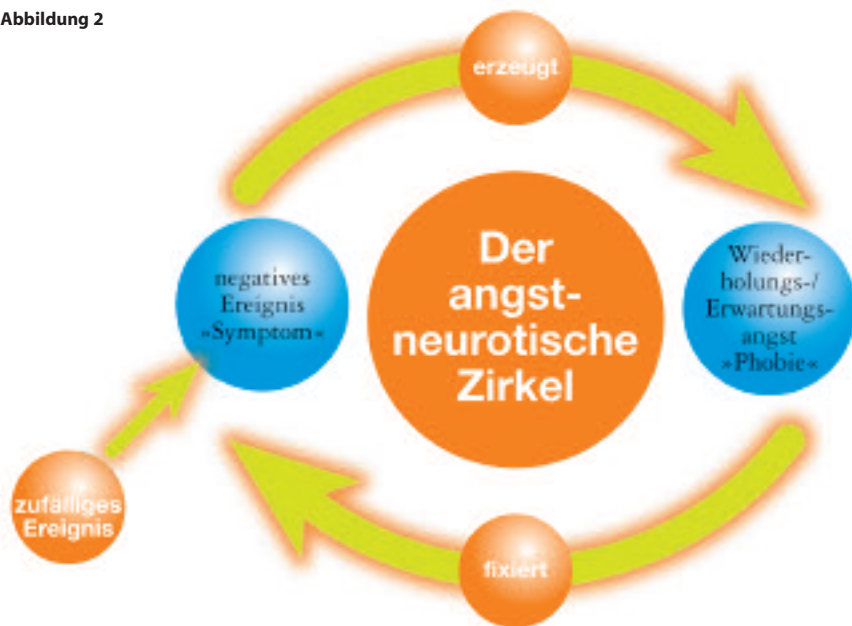 Abbildung 2
erzeugt
negatives
Ereignis
»Symptom«
Der
angst-
neurotische
Zirkel
Wieder-
holungs-/
Erwartungs-
angst
»Phobie«
zufälliges
Ereignis
fixiert